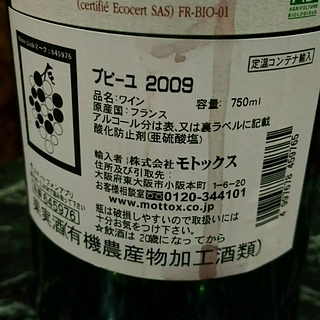 (certifié Ecocert SAS) FR-BIO-01
AGRICULTURE
BIOLOGIQUE
定温コンテナ輸入
プピーユ 2009
品名:ワイン 容量: 750ml
原産国:フランス
アルコール分は表、又は裏ラベルに記載
酸化防止剤(亜硫酸塩)
輸入者:株式会社 モトックス
住所及び引取先:
大阪府東大阪市小阪本町 1-6-20
お客様相談室 0120-344101
www.mottox.co.jp
瓶は破損しやすいので取扱いには
十分お気をつけ下さい。
☆飲酒は 20歳になってから
果実酒(有機農産物加工酒類)
645976